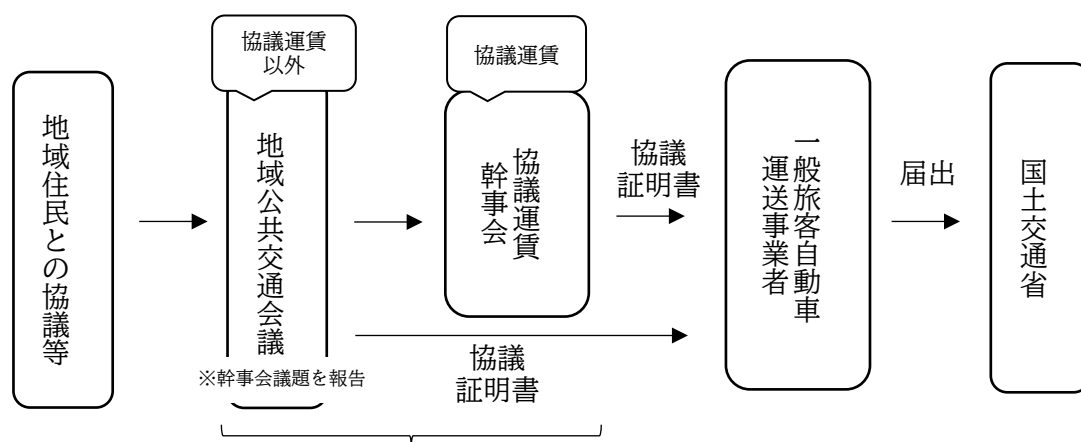 地域住民との協議等
協議運賃
以外
地域公共交通会議
※幹事会議題を報告
協議運賃
協議運賃
幹事会
協議
証明書
協議
証明書
一般旅客自動車
運送事業者
届出
国土交通省